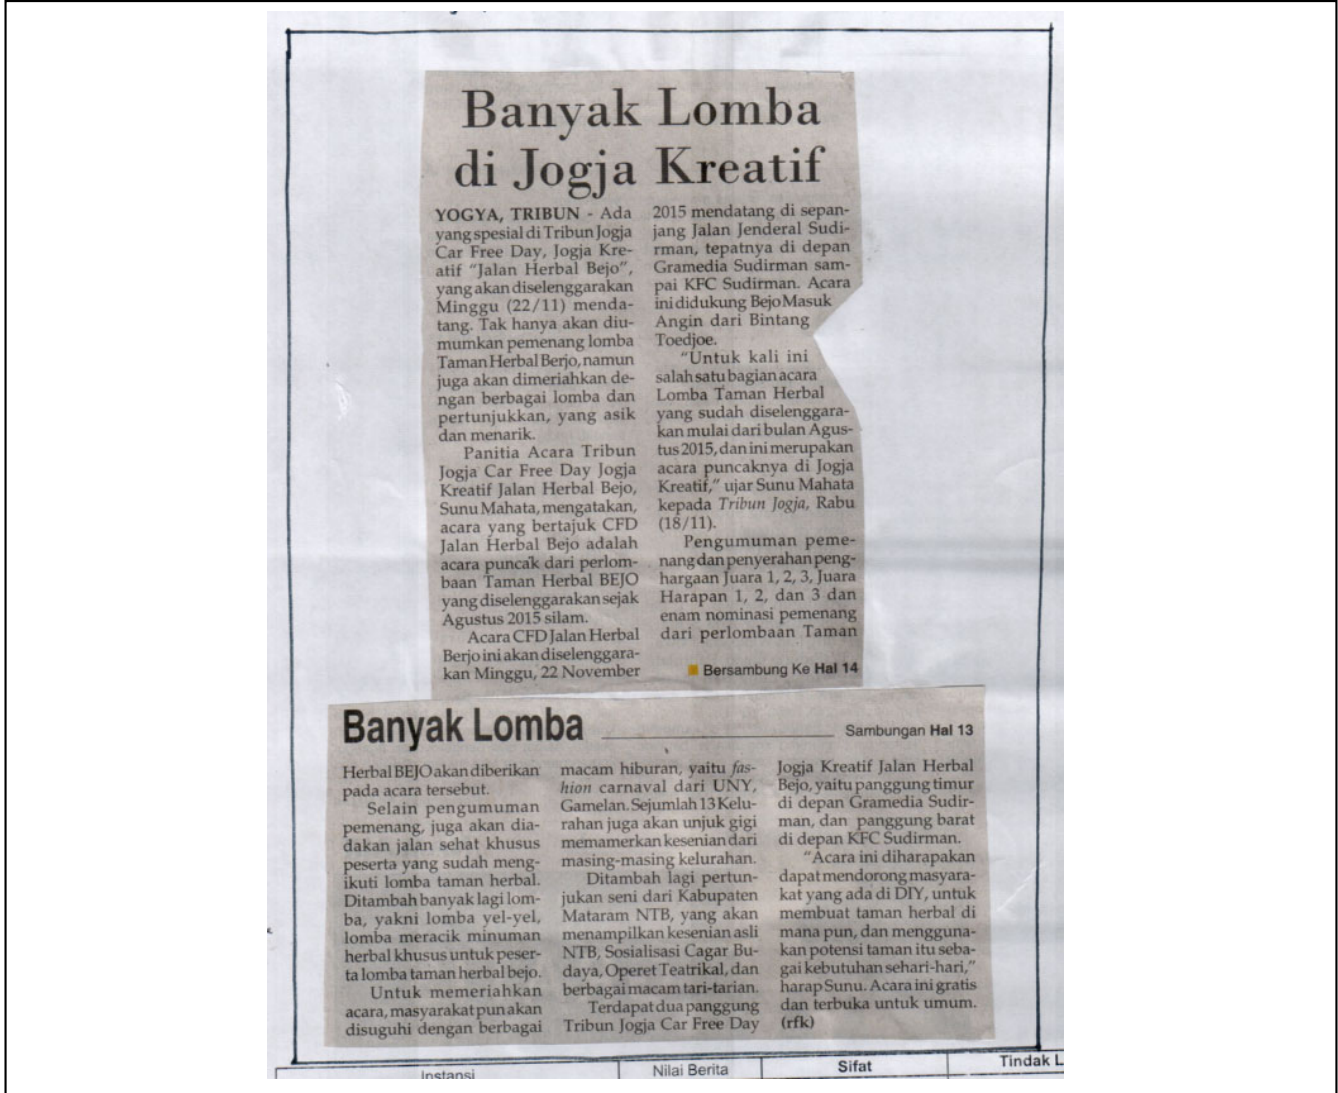 Banyak Lomba
di Jogja Kreatif
YOGYA, TRIBUN - Ada
yang spesial di Tribun Jogja
Car Free Day, Jogja Kre-
atif “Jalan Herbal Bejo”,
yang akan diselenggarakan
Minggu (22/11) menda-
tang. Tak hanya akan diu-
mumkan pemenang lomba
Taman Herbal Berjo, namun
juga akan dimeriahkan de-
ngan berbagai lomba dan
pertunjukkan, yang asik
dan menarik.
Panitia Acara Tribun
Jogja Car Free Day Jogja
Kreatif Jalan Herbal Bejo,
Sunu Mahata, mengatakan,
acara yang bertajuk CFD
Jalan Herbal Bejo adalah
acara puncak dari perlom-
baan Taman Herbal BEJO
yang diselenggarakan sejak
Agustus 2015 silam.
Acara CFD Jalan Herbal
Berjo ini akan diselenggara-
kan Minggu, 22 November
2015 mendatang di sepan-
jang Jalan Jenderal Sudi-
rman, tepatnya di depan
Gramedia Sudirman sam-
pai KFC Sudirman. Acara
ini didukung Bejo Masuk
Angin dari Bintang
Toedjoe.
“Untuk kali ini
salah satu bagian acara
Lomba Taman Herbal
yang sudah diselenggara-
kan mulai dari bulan Agus-
tus 2015, dan ini merupakan
acara puncaknya di Jogja
Kreatif,” ujar Sunu Mahata
kepada Tribun Jogja, Rabu
(18/11).
Pengumuman peme-
nang dan penyerahan peng-
hargaan Juara 1, 2, 3, Juara
Harapan 1, 2, dan 3 dan
enam nominasi pemenang
dari perlombaan Taman
Bersambung Ke Hal 14
Banyak Lomba
Sambungan Hal 13
Herbal BEJO akan diberikan
pada acara tersebut.
Selain pengumuman
pemenang, juga akan dia-
dakan jalan sehat khusus
peserta yang sudah meng-
ikuti lomba taman herbal.
Ditambah banyak lagi lom-
ba, yakni lomba yel-yel,
lomba meracik minuman
herbal khusus untuk peser-
ta lomba taman herbal bejo.
Untuk memeriahkan
acara, masyarakat pun akan
disuguhi dengan berbagai
macam hiburan, yaitu fas-
hion carnaval dari UNY,
Gamelan. Sejumlah 13 Kelu-
rahan juga akan unjuk gigi
memamerkan kesenian dari
masing-masing kelurahan.
Ditambah lagi pertun-
jukan seni dari Kabupaten
Mataram NTB, yang akan
menampilkan kesenian asli
NTB, Sosialisasi Cagar Bu-
daya, Operet Teatrikal, dan
berbagai macam tari-tarian.
Terdapat dua panggung
Tribun Jogja Car Free Day
Jogja Kreatif Jalan Herbal
Bejo, yaitu panggung timur
di depan Gramedia Sudir-
man, dan panggung barat
di depan KFC Sudirman.
“Acara ini diharapakan
dapat mendorong masyara-
kat yang ada di DIY, untuk
membuat taman herbal di
mana pun, dan mengguna-
kan potensi taman itu seba-
gai kebutuhan sehari-hari,”
harap Sunu. Acara ini gratis
dan terbuka untuk umum.
(rfk)
Instansi
Nilai Berita
Sifat
Tindak L